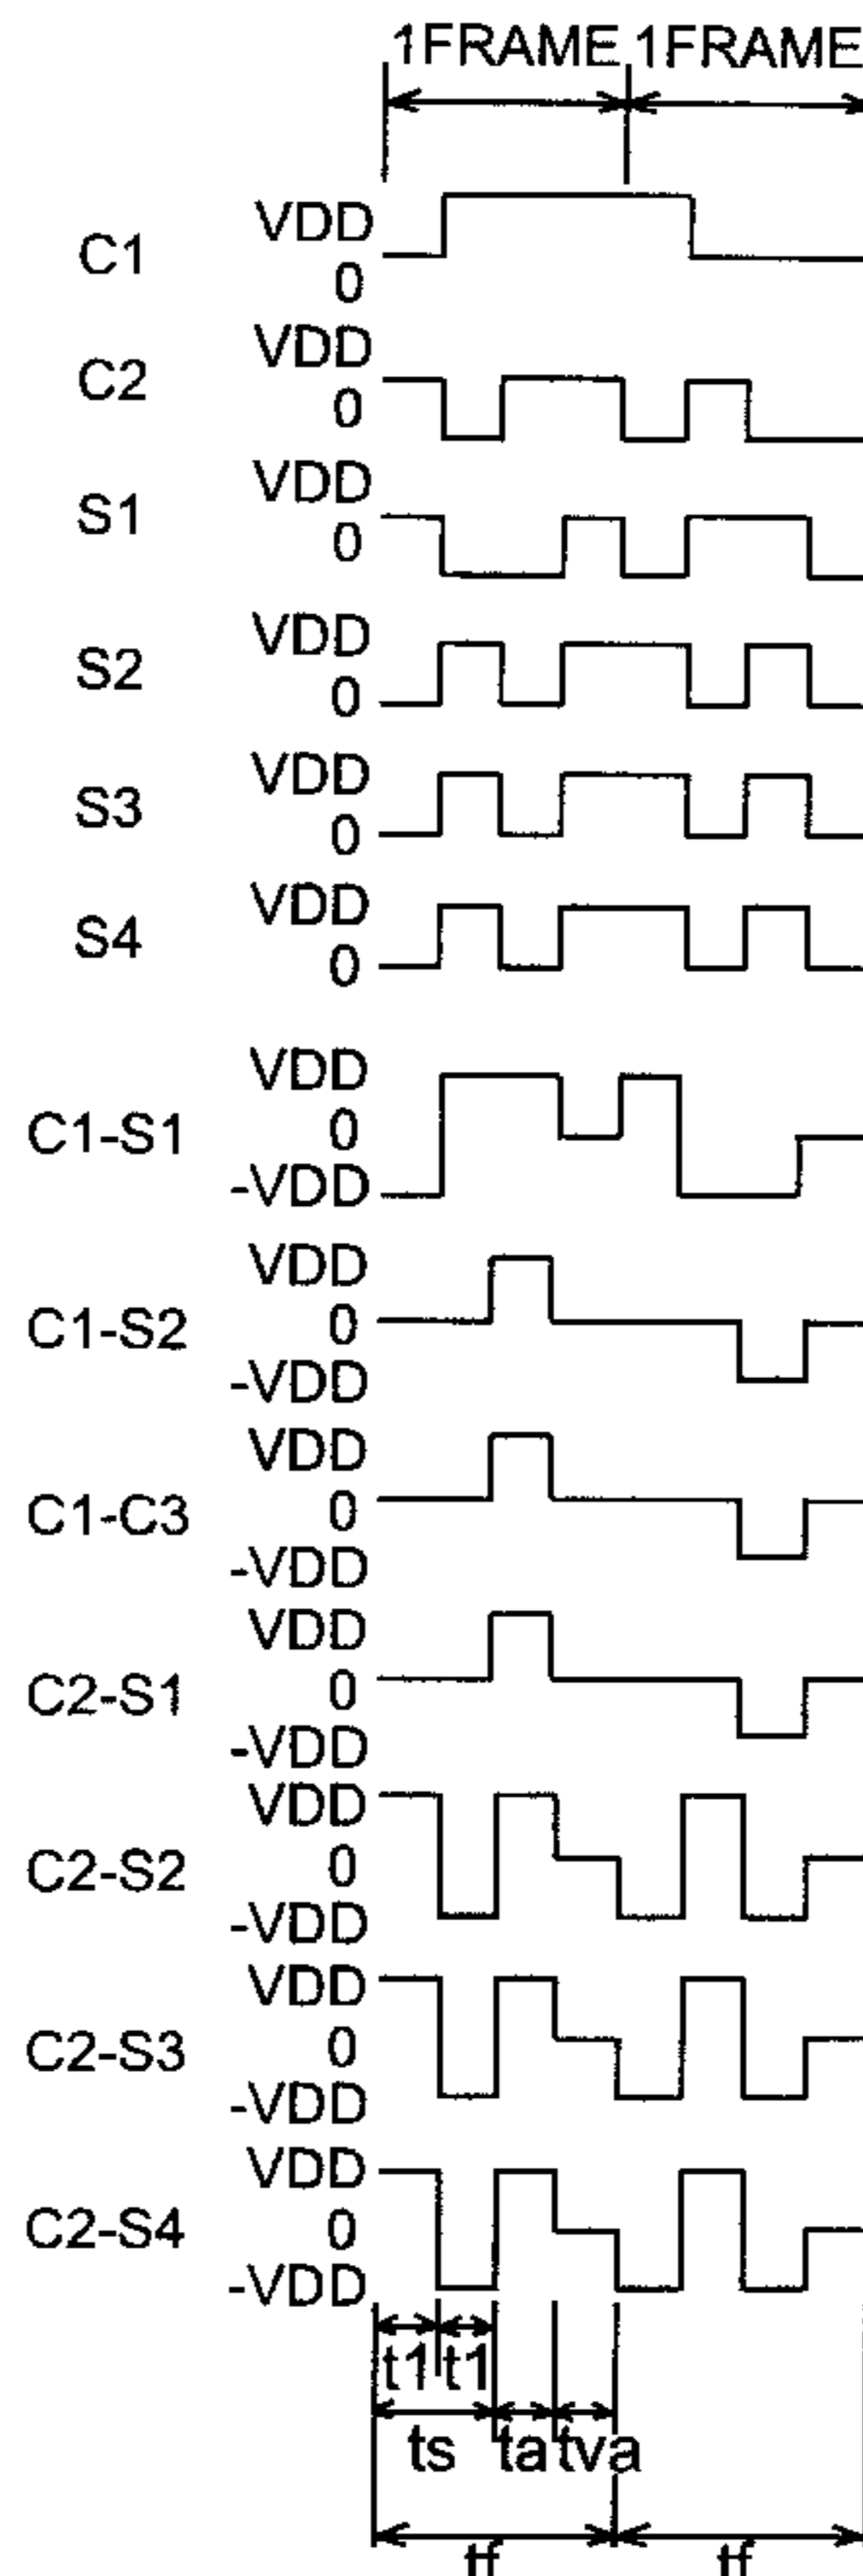 1FRAME 1FRAME
C1 VDD 0
C2 VDD 0
S1 VDD 0
S2 VDD 0
S3 VDD 0
S4 VDD 0
C1-S1 VDD 0 -VDD
C1-S2 VDD 0 -VDD
C1-C3 VDD 0 -VDD
C2-S1 VDD 0 -VDD
C2-S2 VDD 0 -VDD
C2-S3 VDD 0 -VDD
C2-S4 VDD 0 -VDD
t1 t1
ts ta tva
tf tf